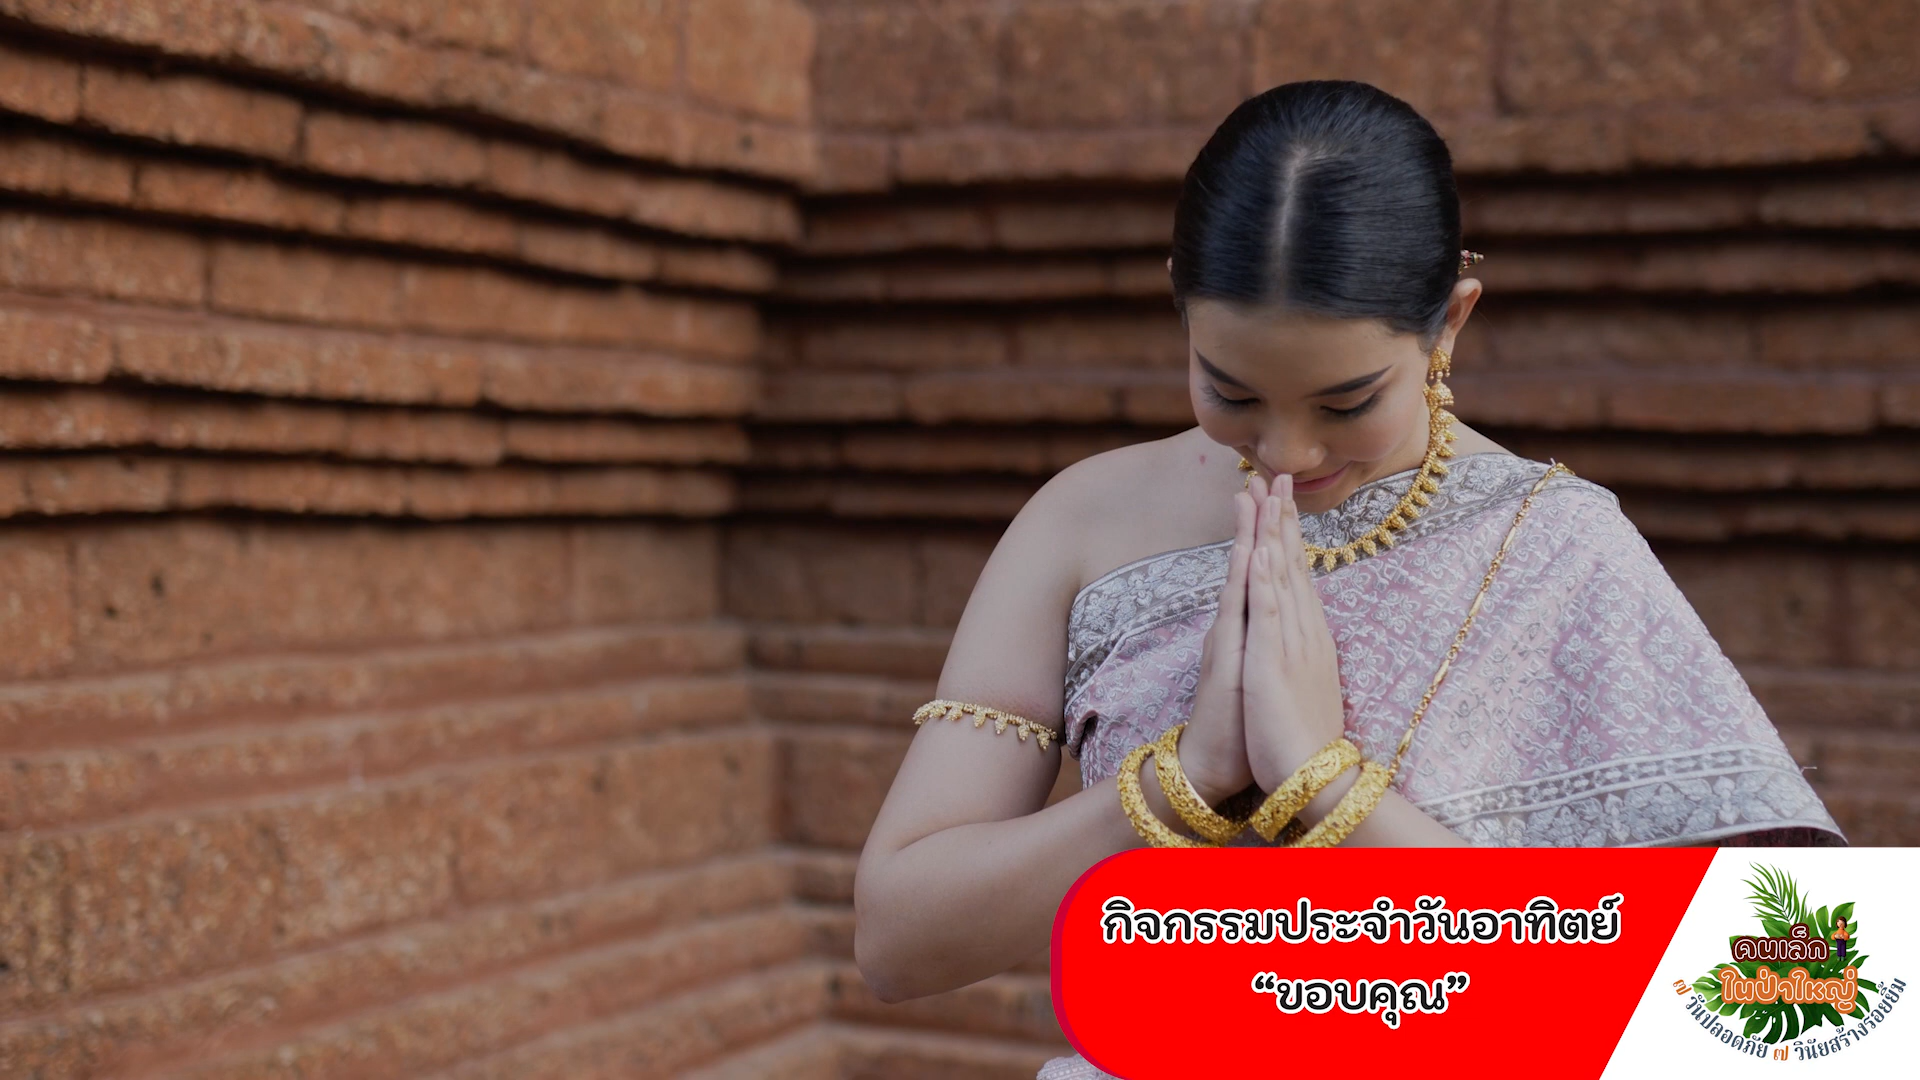 กิจกรรมประจำวันอาทิตย์
“ขอบคุณ”
คนเล็ก
ในป่าใหญ่
๗ วันปลอดภัย ๗ วินัยสร้างรอยยิ้ม